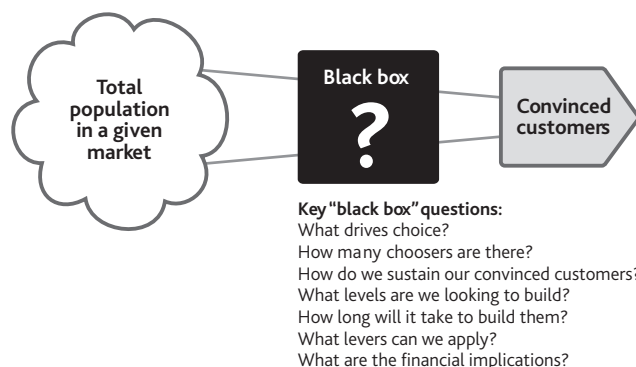 Total
population
in a given
market
Black box
?
Convinced
customers
Key “black box” questions:
What drives choice?
How many choosers are there?
How do we sustain our convinced customers?
What levels are we looking to build?
How long will it take to build them?
What levers can we apply?
What are the financial implications?